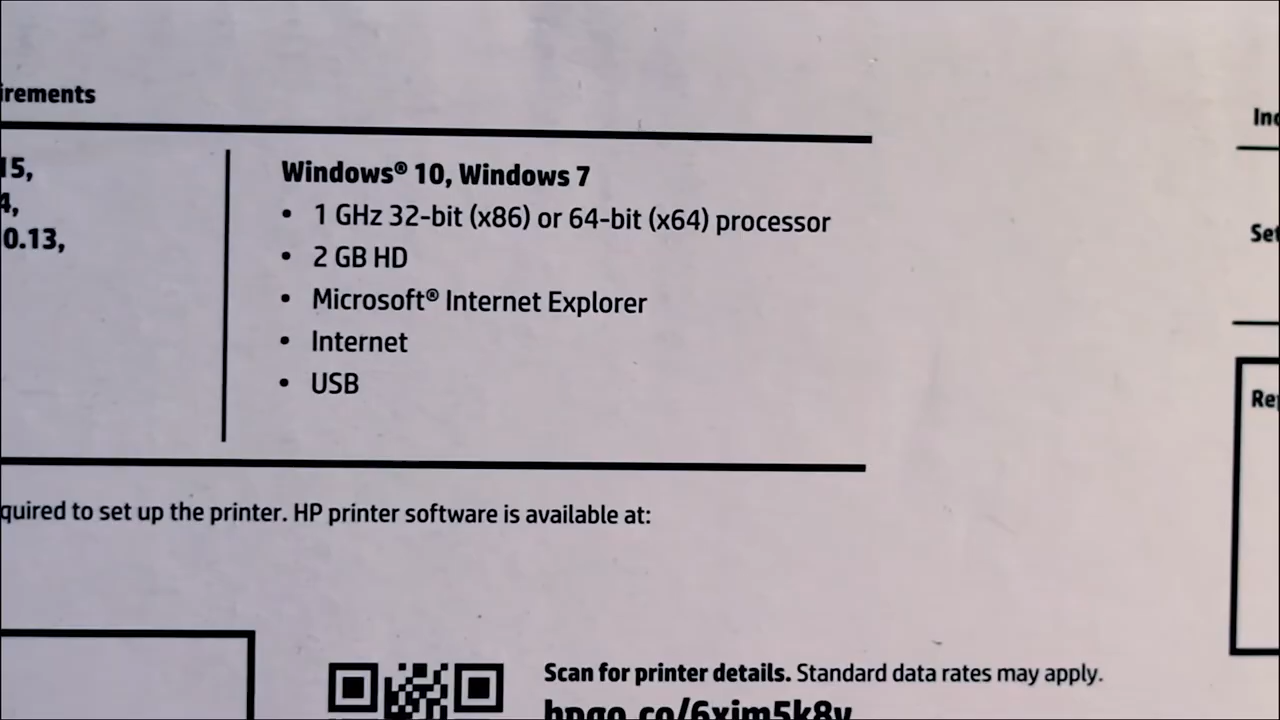 irements
15,
4,
0.13,
Windows® 10, Windows 7
• 1 GHz 32-bit (x86) or 64-bit (x64) processor
• 2 GB HD
• Microsoft® Internet Explorer
• Internet
• USB
quired to set up the printer. HP printer software is available at:
Scan for printer details. Standard data rates may apply.
Inc
Set
Rep